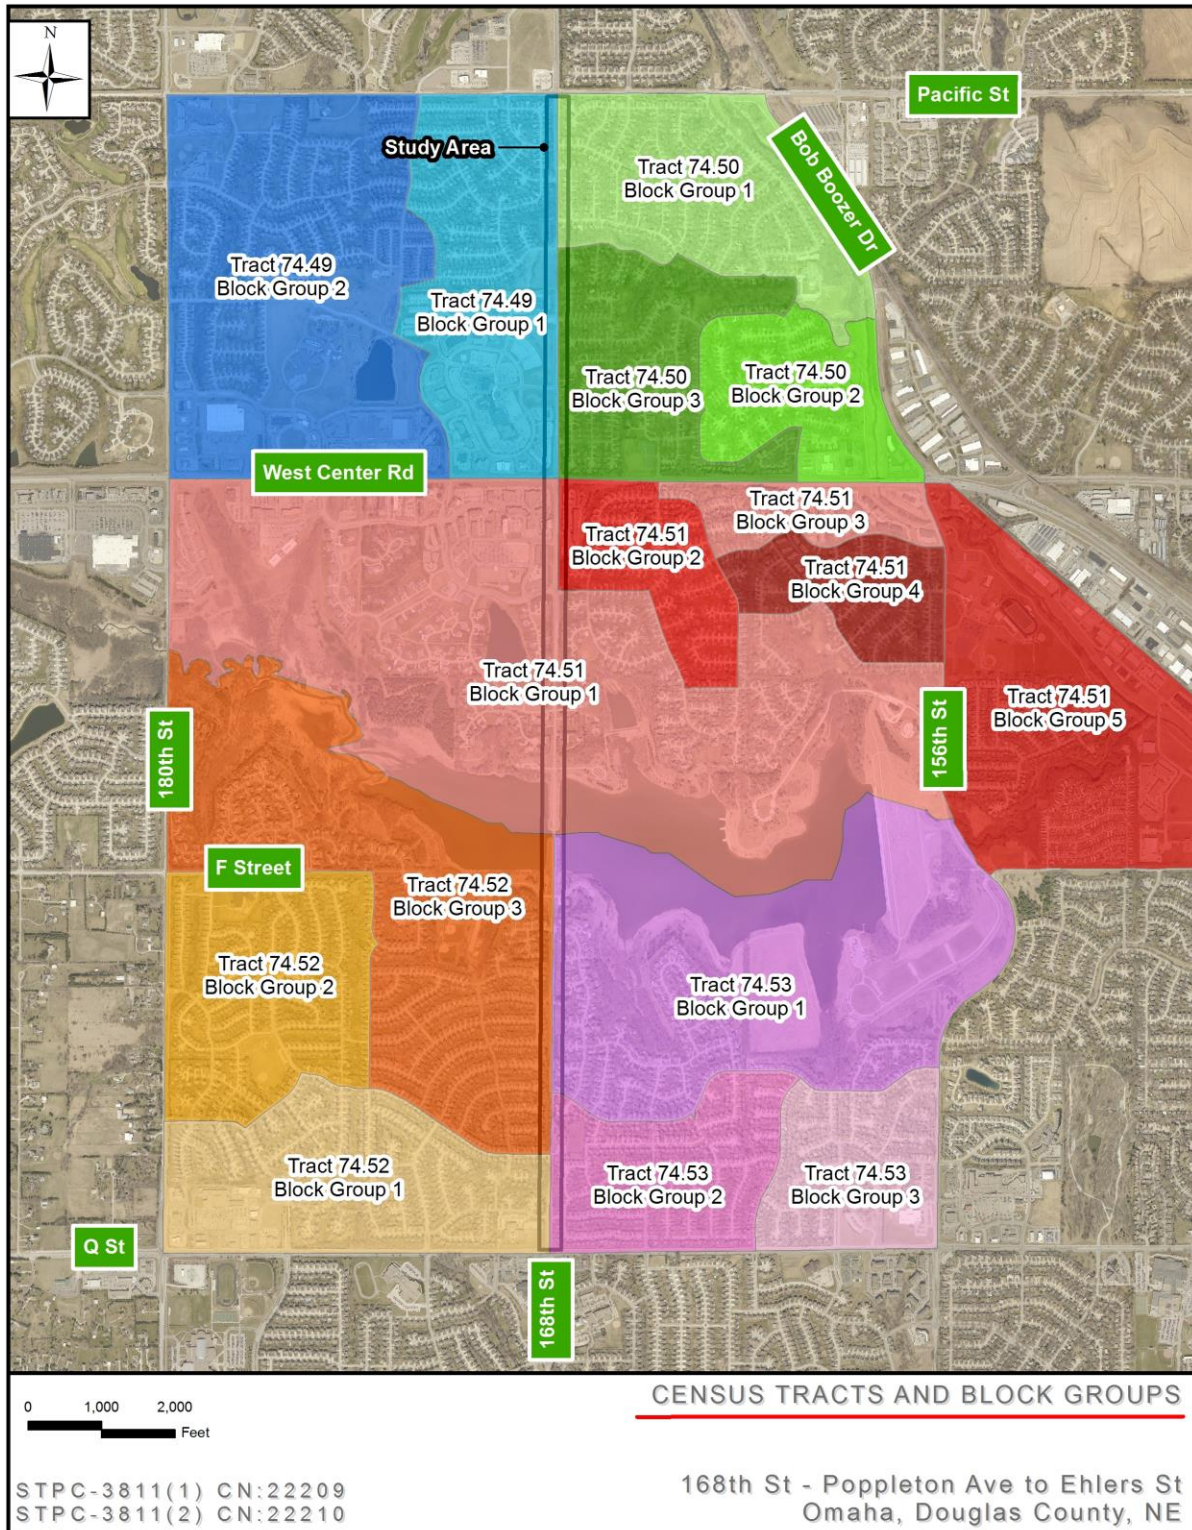 N
Pacific St
Study Area
Bob Boozer Dr
Tract 74.50
Block Group 1
Tract 74.49
Block Group 2
Tract 74.49
Block Group 1
Tract 74.50
Block Group 3
Tract 74.50
Block Group 2
West Center Rd
Tract 74.51
Block Group 3
Tract 74.51
Block Group 2
Tract 74.51
Block Group 4
Tract 74.51
Block Group 1
Tract 74.51
Block Group 5
180th St
156th St
F Street
Tract 74.52
Block Group 3
Tract 74.52
Block Group 2
Tract 74.53
Block Group 1
Tract 74.52
Block Group 1
Tract 74.53
Block Group 2
Tract 74.53
Block Group 3
Q St
168th St
CENSUS TRACTS AND BLOCK GROUPS
0 1,000 2,000
Feet
STPC-3811(1) CN:22209
STPC-3811(2) CN:22210
168th St - Poppleton Ave to Ehlers St
Omaha, Douglas County, NE